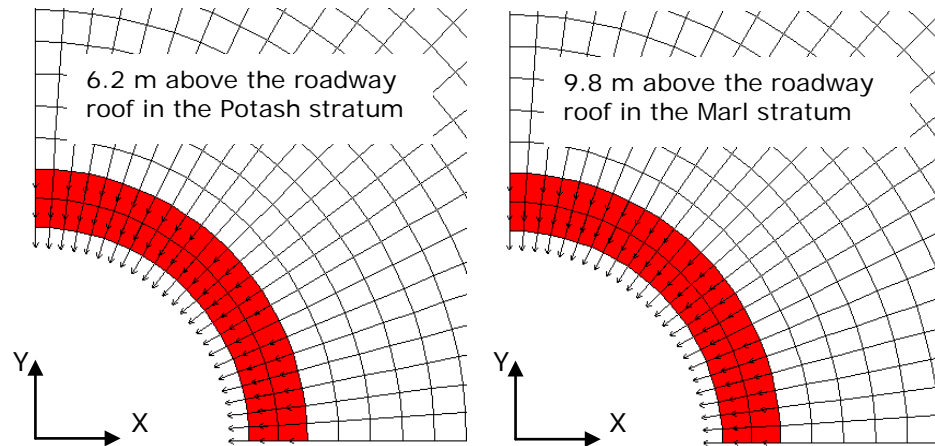 6.2 m above the roadway
roof in the Potash stratum
9.8 m above the roadway
roof in the Marl stratum
Y
X
Y
X